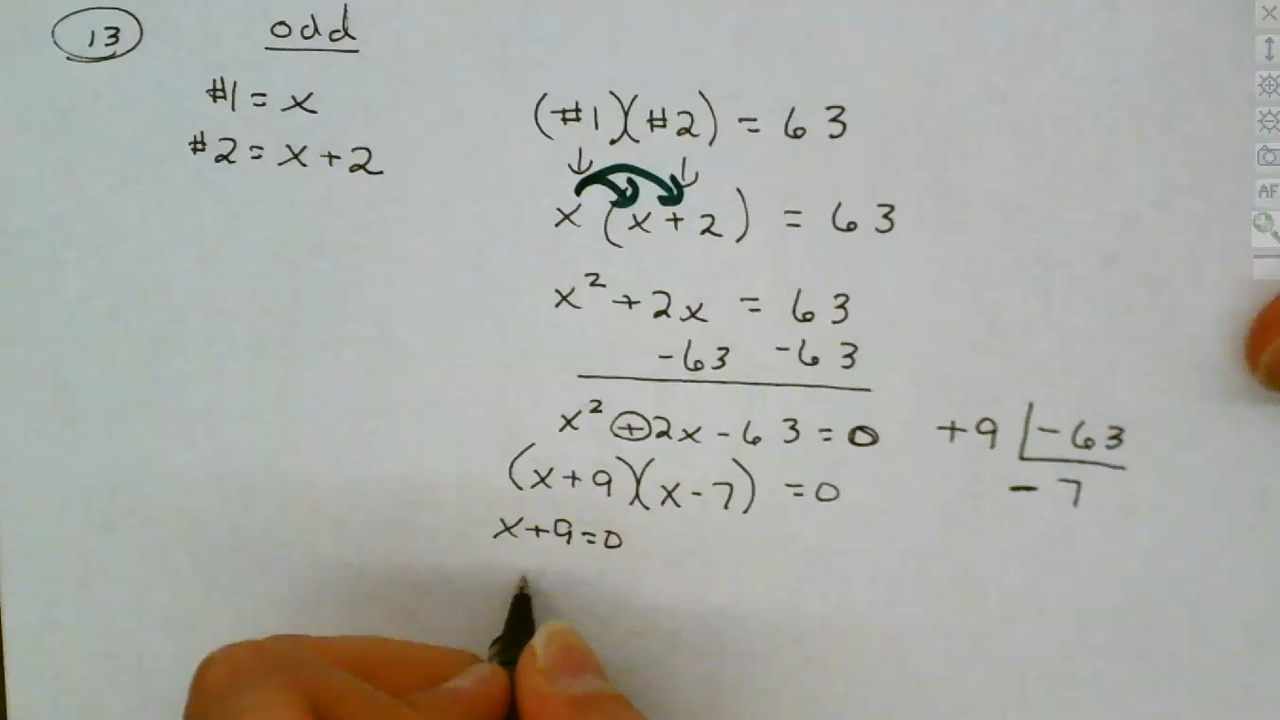 13
odd
#1 = x
#2 = x + 2
(#1)(#2) = 63
x (x + 2) = 63
x² + 2x = 63
-63 -63
x² + 2x - 63 = 0
+9 | -63
- 7
(x + 9)(x - 7) = 0
x + 9 = 0
AF